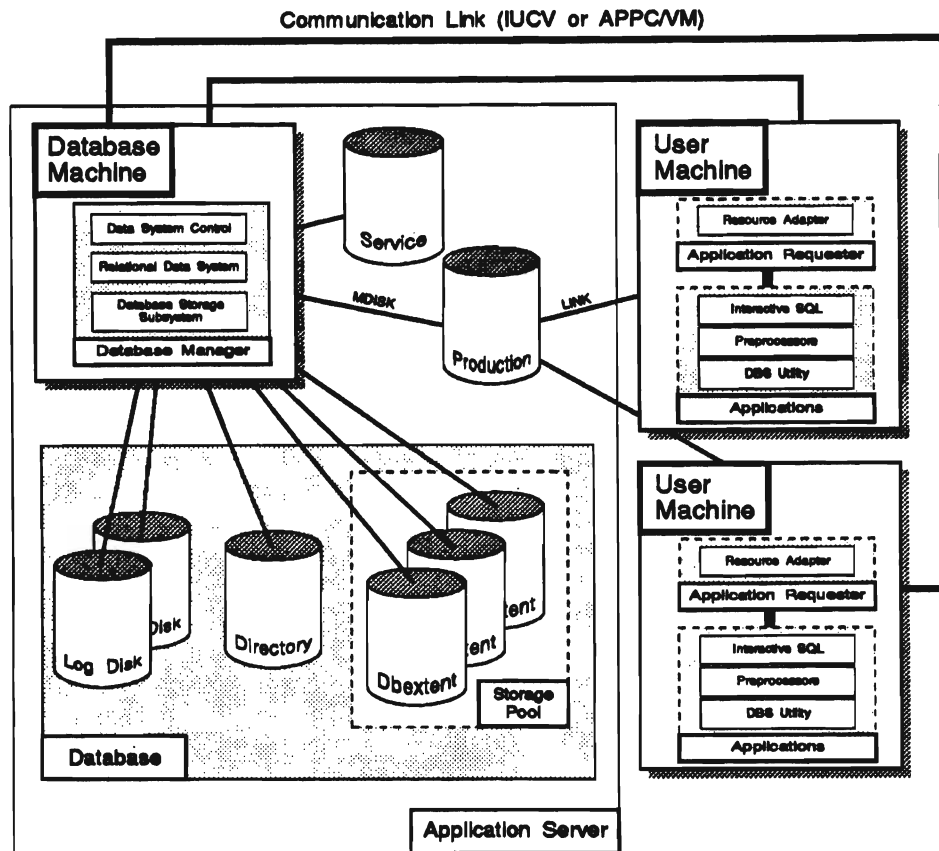 Communication Link (IUCV or APPC/VM)
Database
Machine
Data System Control
Relational Data System
Database Storage
Subsystem
Database Manager
Service
MDISK
Production
LINK
User
Machine
Resource Adapter
Application Requester
Interactive SQL
Preprocessors
DBS Utility
Applications
User
Machine
Resource Adapter
Application Requester
Interactive SQL
Preprocessors
DBS Utility
Applications
Log Disk
Disk
Directory
Dbextent
tent
tent
Storage
Pool
Database
Application Server